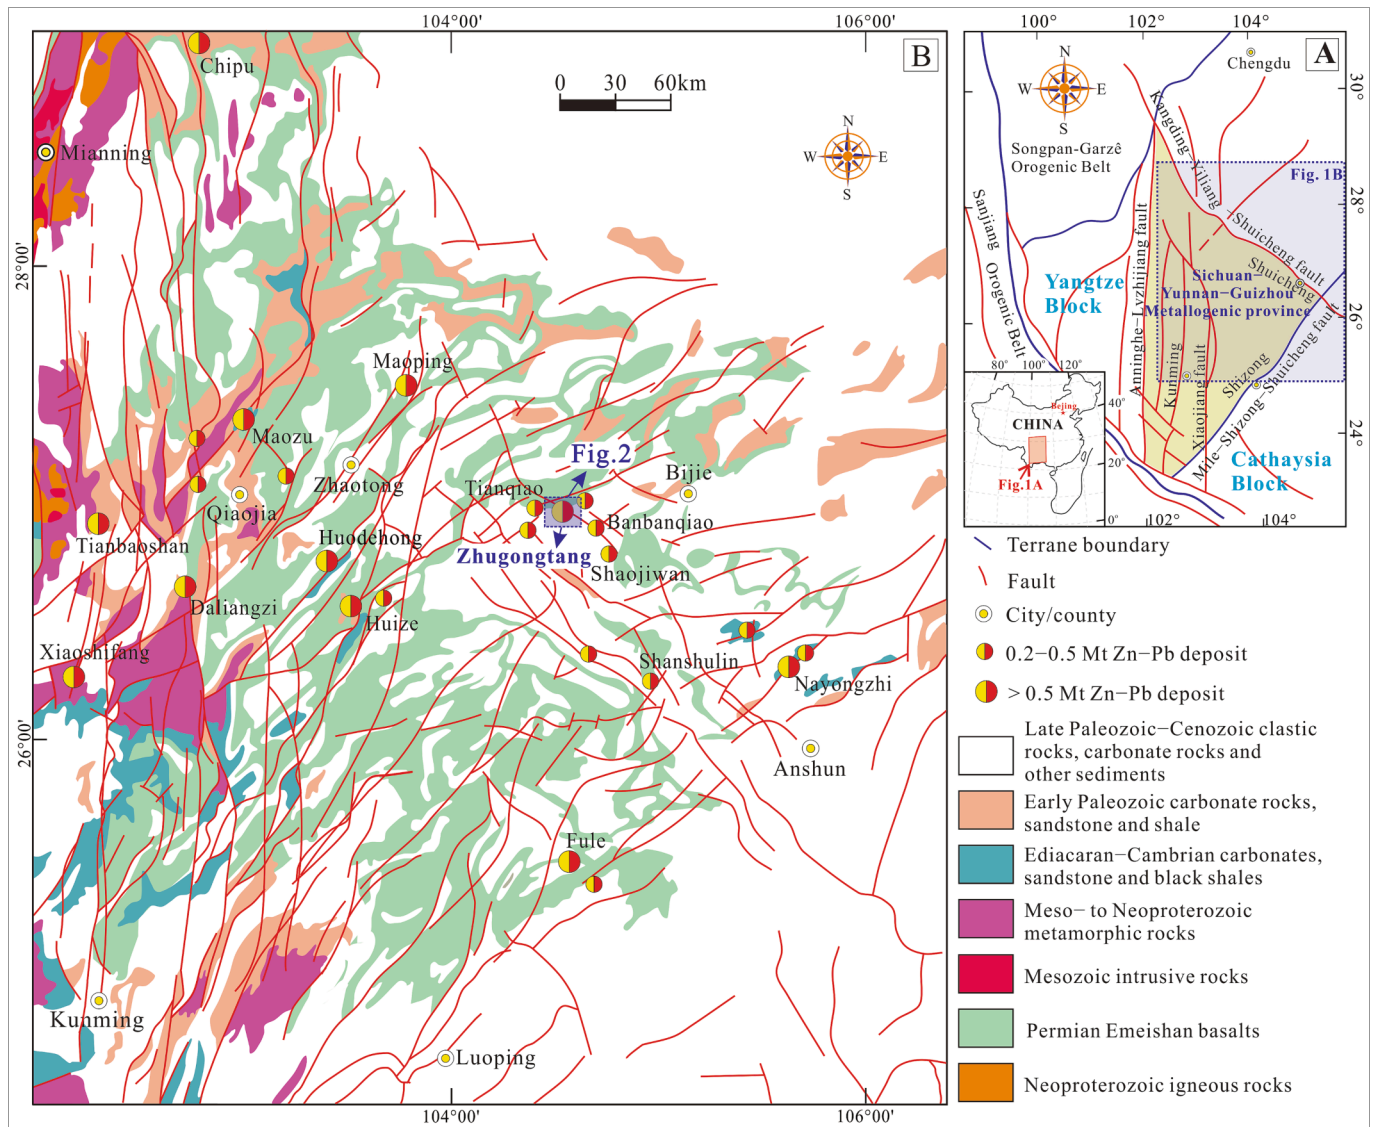 104°00'
106°00'
B
0 30 60km
N
W E
S
Chipu
Mianning
28°00'
26°00'
Maoping
Maozu
Zhaotong
Qiaojia
Tianbaoshan
Huodehong
Daliangzi
Huize
Xiaoshifang
Fig.2
Bijie
Tianqiao
Banbanqiao
Zhugongtang
Shaojiwan
Shanshulin
Nayongzhi
Anshun
Fule
Kunming
Luoping
104°00'
106°00'
100°
102°
104°
A
N
W E
S
Chengdu
30°
28°
26°
24°
Songpan-Garzê
Orogenic Belt
Kangding-Yiliang-Shuicheng fault
Fig. 1B
Sanjiang Orogenic Belt
Anninghe-Lvzhijiang fault
Yangtze
Block
Shuicheng
Sichuan-
Yunnan-Guizhou
Metallogenic province
Kunming
Xiaojiang fault
Shizong
Mile-Shizong-Shuicheng fault
Cathaysia
Block
80°
100°
120°
Beijing
40°
CHINA
20°
Fig.1A
0°
102°
104°
Terrane boundary
Fault
City/county
0.2-0.5 Mt Zn-Pb deposit
> 0.5 Mt Zn-Pb deposit
Late Paleozoic-Cenozoic clastic
rocks, carbonate rocks and
other sediments
Early Paleozoic carbonate rocks,
sandstone and shale
Ediacaran-Cambrian carbonates,
sandstone and black shales
Meso- to Neoproterozoic
metamorphic rocks
Mesozoic intrusive rocks
Permian Emeishan basalts
Neoproterozoic igneous rocks